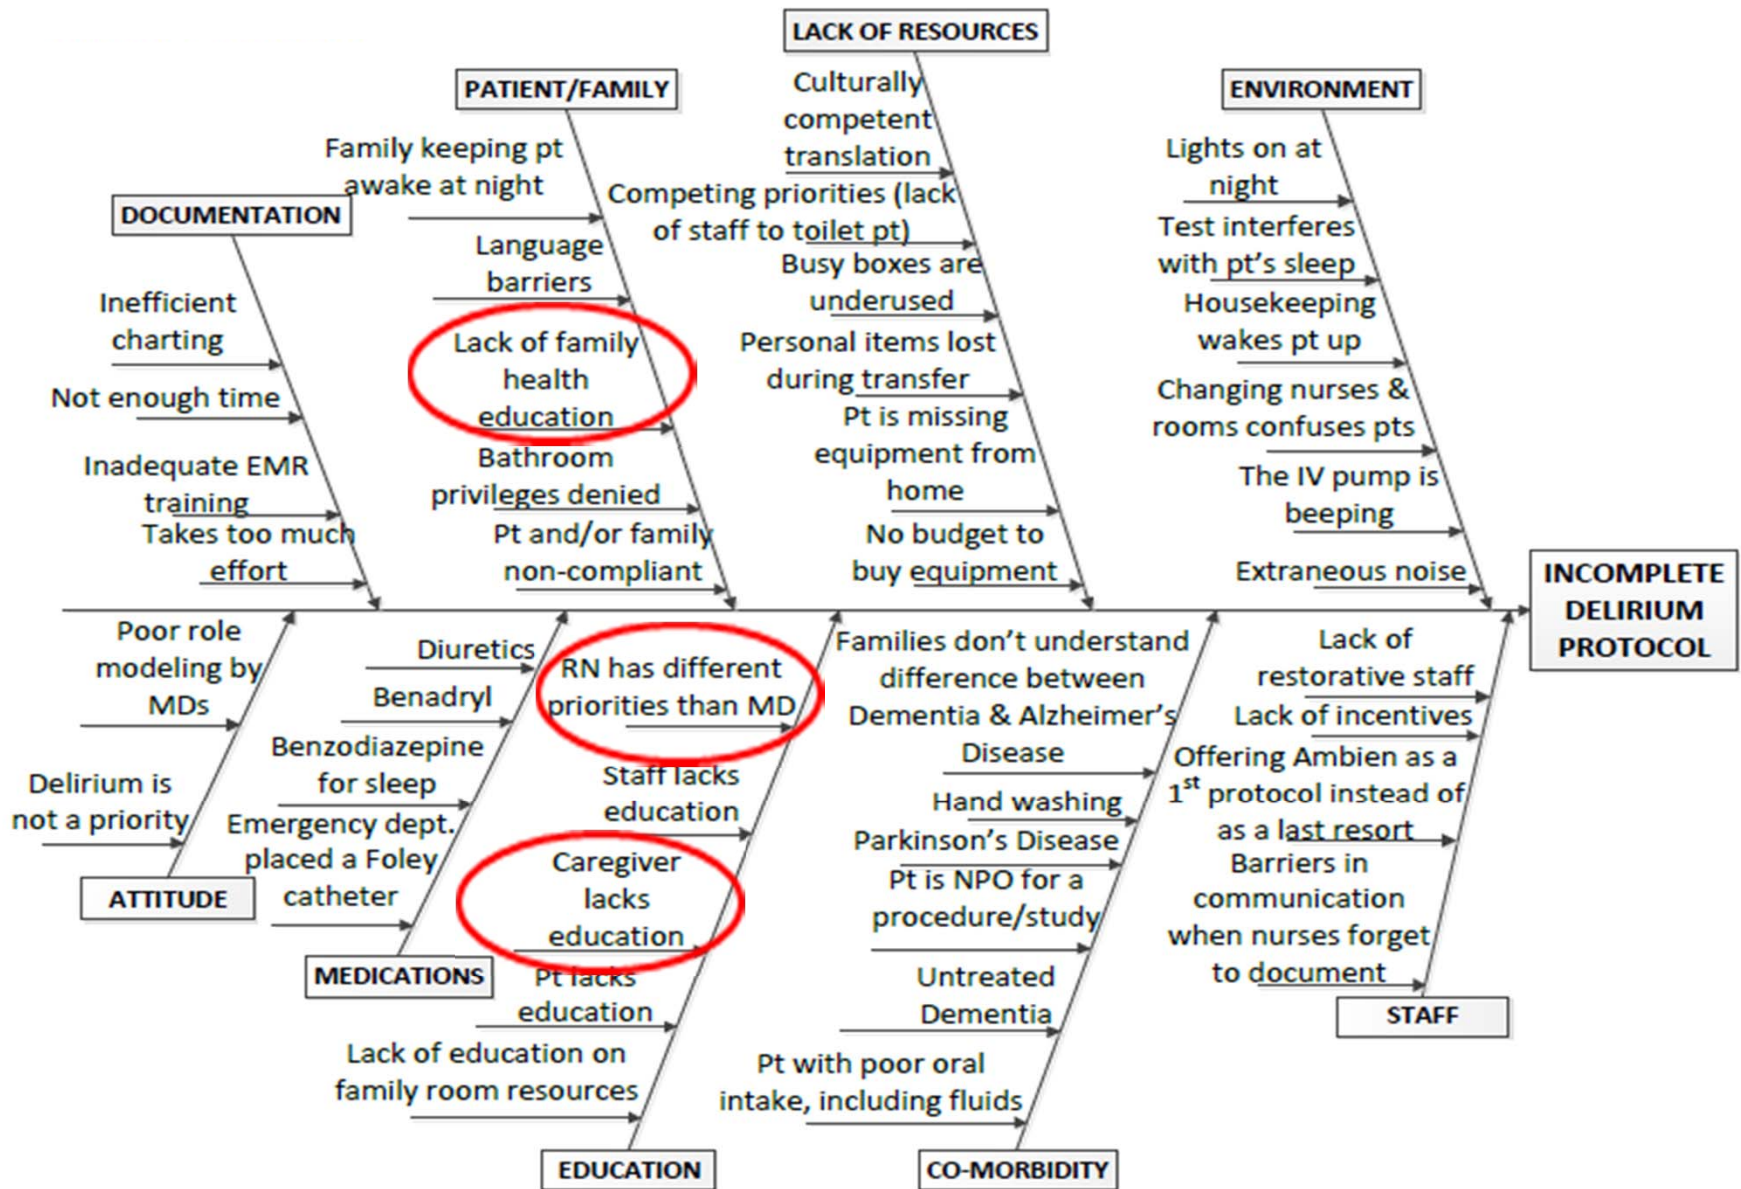 LACK OF RESOURCES
Culturally
competent
translation
Competing priorities (lack
of staff to toilet pt)
Busy boxes are
underused
Personal items lost
during transfer
Pt is missing
equipment from
home
No budget to
buy equipment
PATIENT/FAMILY
Family keeping pt
awake at night
Language
barriers
Lack of family
health
education
Bathroom
privileges denied
Pt and/or family
non-compliant
ENVIRONMENT
Lights on at
night
Test interferes
with pt's sleep
Housekeeping
wakes pt up
Changing nurses &
rooms confuses pts
The IV pump is
beeping
Extraneous noise
DOCUMENTATION
Inefficient
charting
Not enough time
Inadequate EMR
training
Takes too much
effort
INCOMPLETE
DELIRIUM
PROTOCOL
Poor role
modeling by
MDs
Delirium is
not a priority
ATTITUDE
Diuretics
Benadryl
Benzodiazepine
for sleep
Emergency dept.
placed a Foley
catheter
MEDICATIONS
RN has different
priorities than MD
Staff lacks
education
Caregiver
lacks
education
Pt lacks
education
Lack of education on
family room resources
EDUCATION
Families don't understand
difference between
Dementia & Alzheimer's
Disease
Hand washing
Parkinson's Disease
Pt is NPO for a
procedure/study
Untreated
Dementia
Pt with poor oral
intake, including fluids
CO-MORBIDITY
Lack of
restorative staff
Lack of incentives
Offering Ambien as a
1st protocol instead of
as a last resort
Barriers in
communication
when nurses forget
to document
STAFF